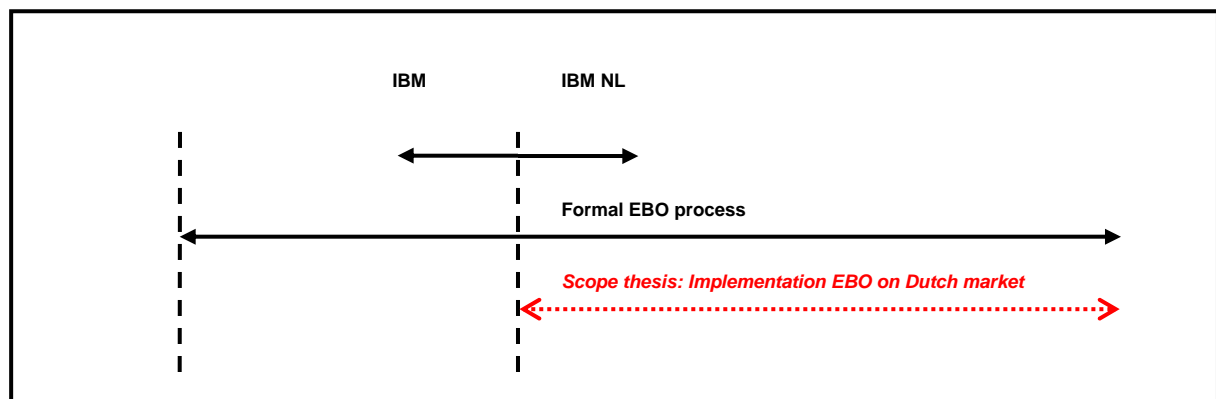 IBM IBM NL
Formal EBO process
Scope thesis: Implementation EBO on Dutch market